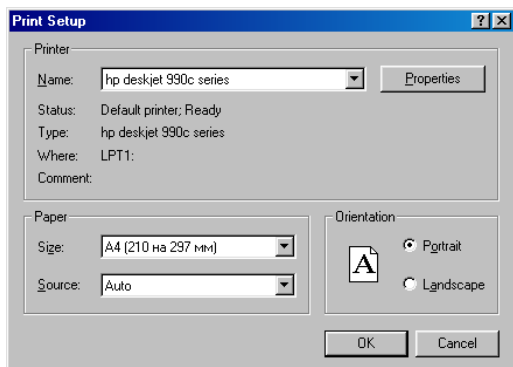 Print Setup
Printer
Name: hp deskjet 990c series Properties
Status: Default printer; Ready
Type: hp deskjet 990c series
Where: LPT1:
Comment:
Paper
Size: A4 (210 на 297 мм)
Source: Auto
Orientation
A
Portrait
Landscape
OK Cancel